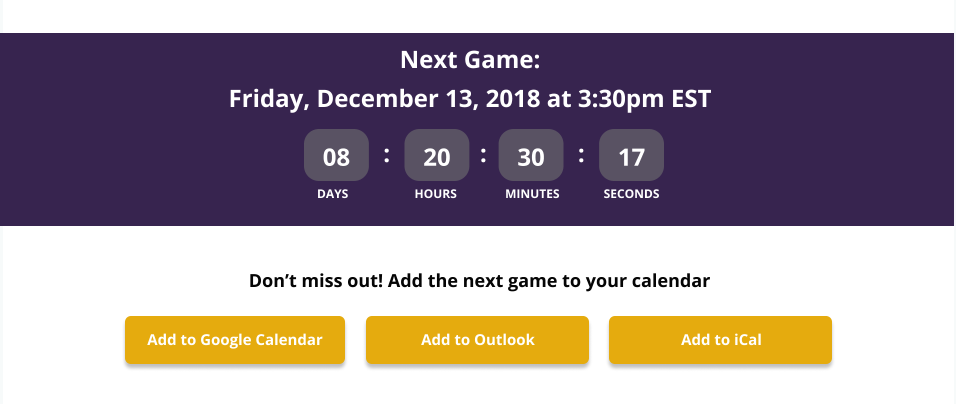 Next Game:
Friday, December 13, 2018 at 3:30pm EST
08 : 20 : 30 : 17
DAYS HOURS MINUTES SECONDS
Don’t miss out! Add the next game to your calendar
Add to Google Calendar Add to Outlook Add to iCal